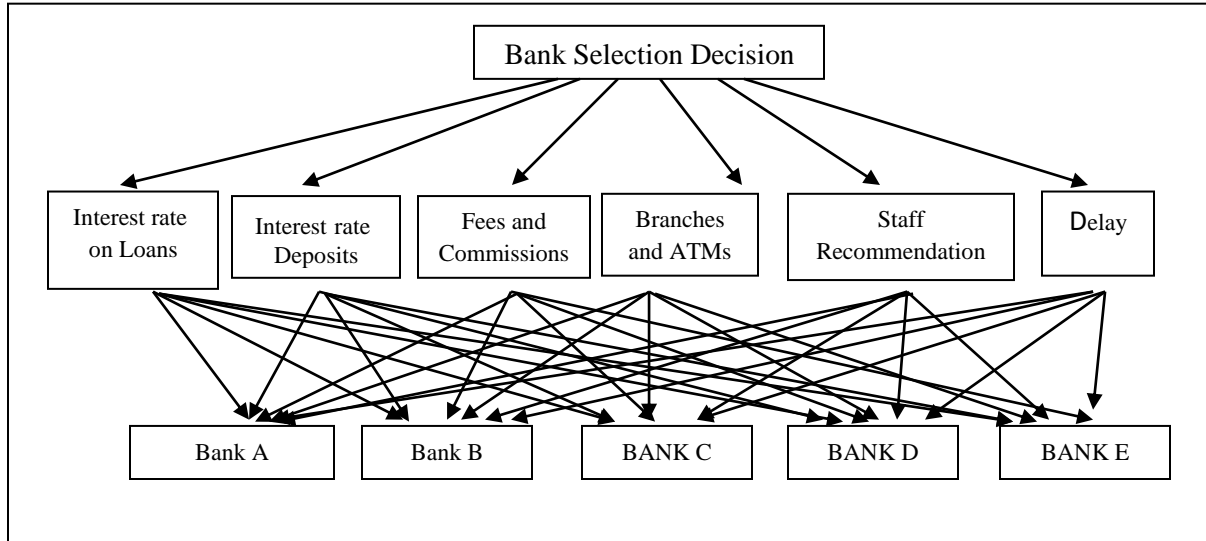 Bank Selection Decision
Interest rate
on Loans
Interest rate
Deposits
Fees and
Commissions
Branches
and ATMs
Staff
Recommendation
Delay
Bank A
Bank B
BANK C
BANK D
BANK E